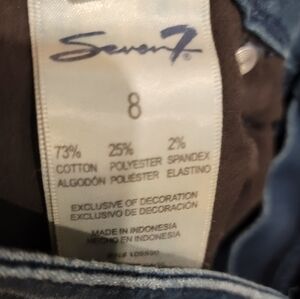 Seven7
8
73% 25% 2%
COTTON POLYESTER SPANDEX
ALGODÓN POLIÉSTER ELASTINO
EXCLUSIVE OF DECORATION
EXCLUSIVO DE DECORATION
MADE IN INDONESIA
HECHO EN INDONESIA